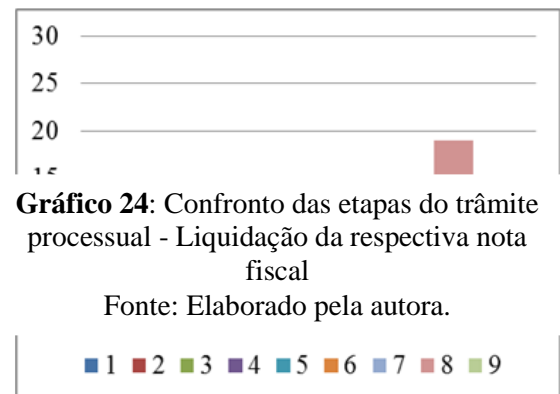 30
25
20
Gráfico 24: Confronto das etapas do trâmite
processual - Liquidação da respectiva nota
fiscal
Fonte: Elaborado pela autora.
1 2 3 4 5 6 7 8 9